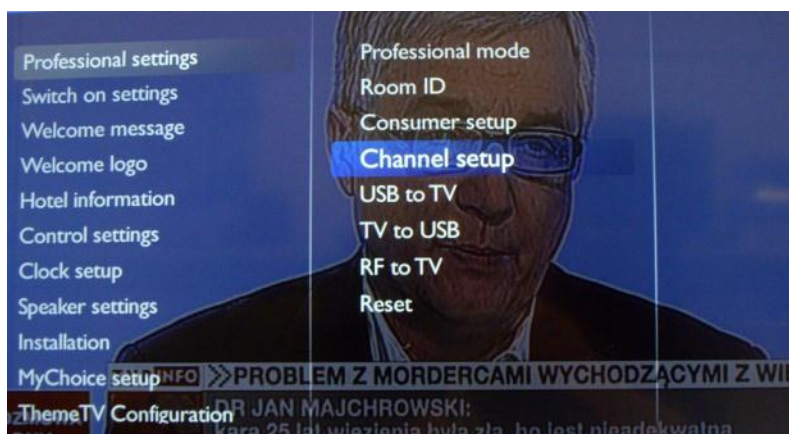 Professional settings
Switch on settings
Welcome message
Welcome logo
Hotel information
Control settings
Clock setup
Speaker settings
Installation
MyChoice setup
ThemeTV Configuration
Professional mode
Room ID
Consumer setup
Channel setup
USB to TV
TV to USB
RF to TV
Reset
INFO »PROBLEM Z MORDERCAMI WYCHODZĄCYMI Z WI
DR JAN MAJCHROWSKI:
kara 25 lat więzienia była zła, bo jest nieadekwatna